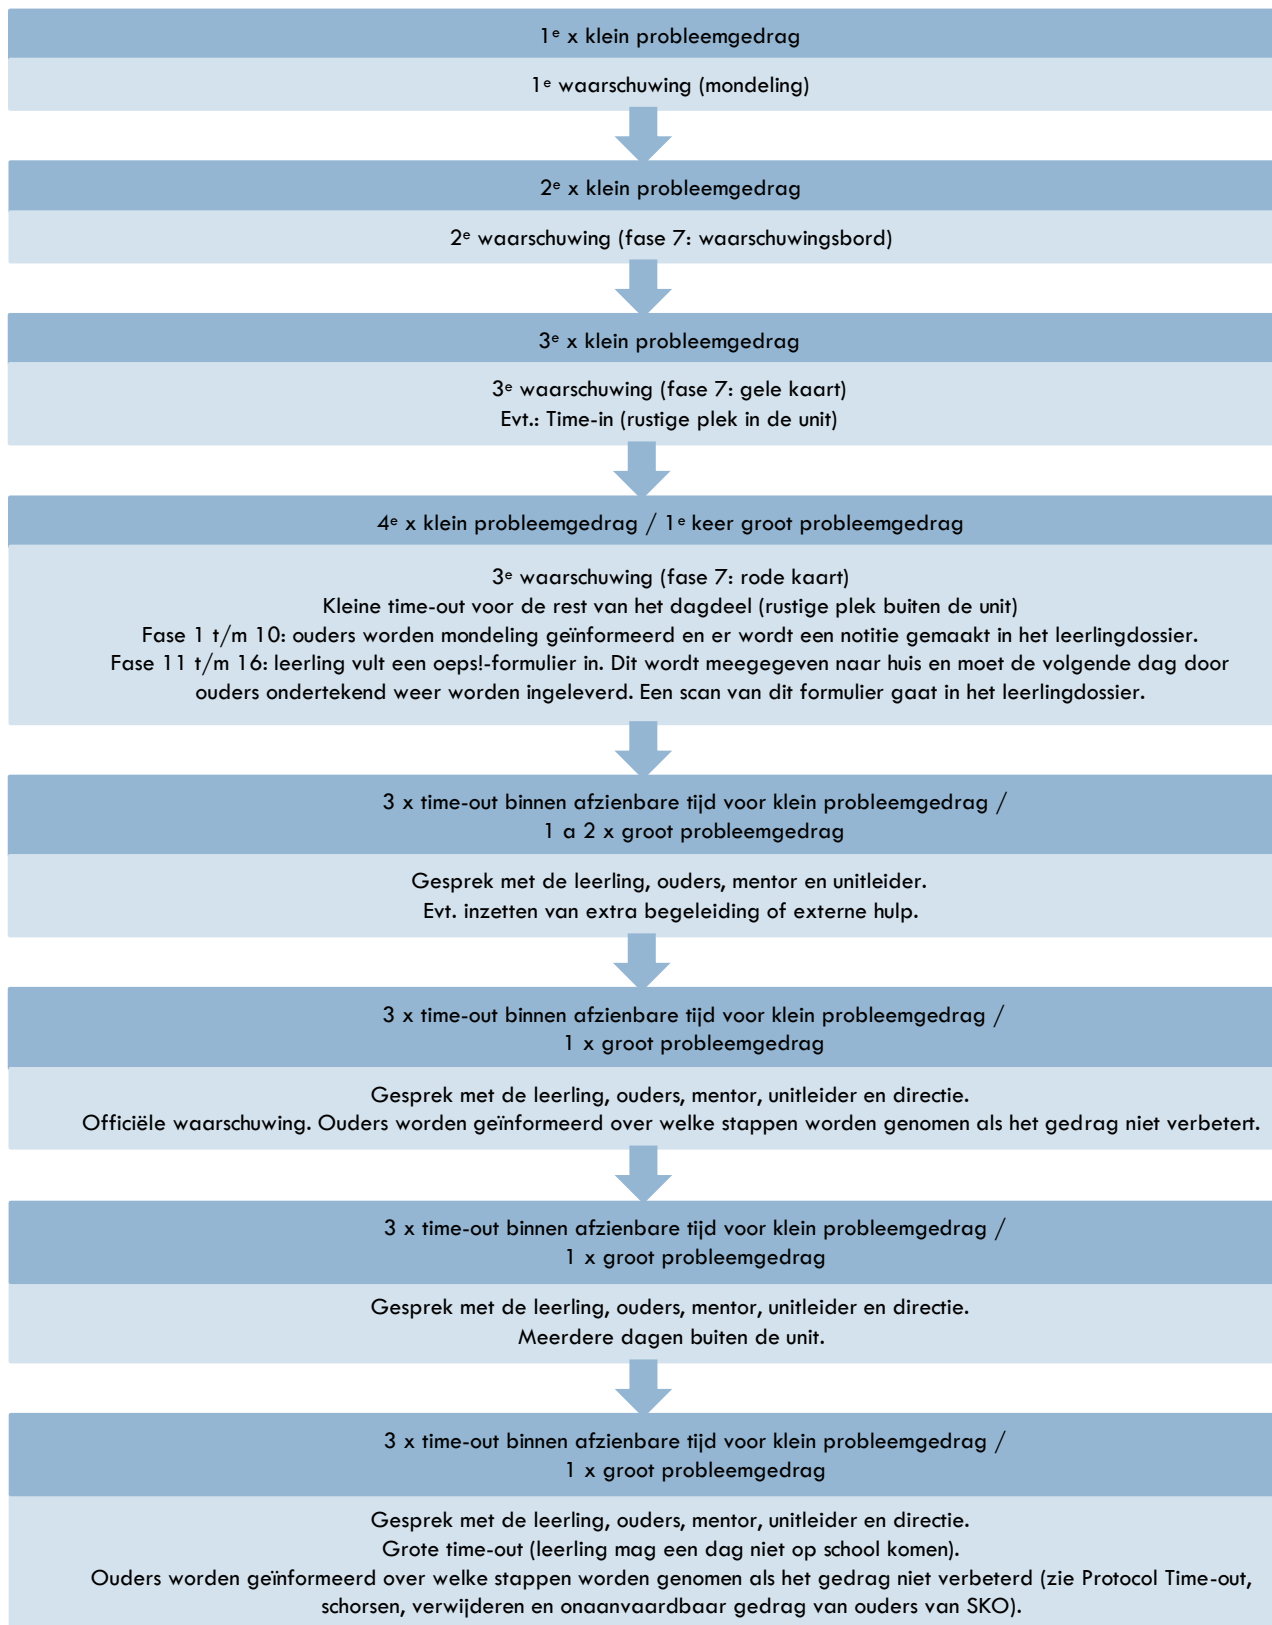 1e x klein probleemgedrag
1e waarschuwing (mondeling)
2e x klein probleemgedrag
2e waarschuwing (fase 7: waarschuwingsbord)
3e x klein probleemgedrag
3e waarschuwing (fase 7: gele kaart)
Evt.: Time-in (rustige plek in de unit)
4e x klein probleemgedrag / 1e keer groot probleemgedrag
3e waarschuwing (fase 7: rode kaart)
Kleine time-out voor de rest van het dagdeel (rustige plek buiten de unit)
Fase 1 t/m 10: ouders worden mondeling geïnformeerd en er wordt een notitie gemaakt in het leerlingdossier.
Fase 11 t/m 16: leerling vult een oeps!-formulier in. Dit wordt meegegeven naar huis en moet de volgende dag door
ouders ondertekend weer worden ingeleverd. Een scan van dit formulier gaat in het leerlingdossier.
3 x time-out binnen afzienbare tijd voor klein probleemgedrag /
1 a 2 x groot probleemgedrag
Gesprek met de leerling, ouders, mentor en unitleider.
Evt. inzetten van extra begeleiding of externe hulp.
3 x time-out binnen afzienbare tijd voor klein probleemgedrag /
1 x groot probleemgedrag
Gesprek met de leerling, ouders, mentor, unitleider en directie.
Officiële waarschuwing. Ouders worden geïnformeerd over welke stappen worden genomen als het gedrag niet verbetert.
3 x time-out binnen afzienbare tijd voor klein probleemgedrag /
1 x groot probleemgedrag
Gesprek met de leerling, ouders, mentor, unitleider en directie.
Meerdere dagen buiten de unit.
3 x time-out binnen afzienbare tijd voor klein probleemgedrag /
1 x groot probleemgedrag
Gesprek met de leerling, ouders, mentor, unitleider en directie.
Grote time-out (leerling mag een dag niet op school komen).
Ouders worden geïnformeerd over welke stappen worden genomen als het gedrag niet verbeterd (zie Protocol Time-out,
schorsen, verwijderen en onaanvaardbaar gedrag van ouders van SKO).